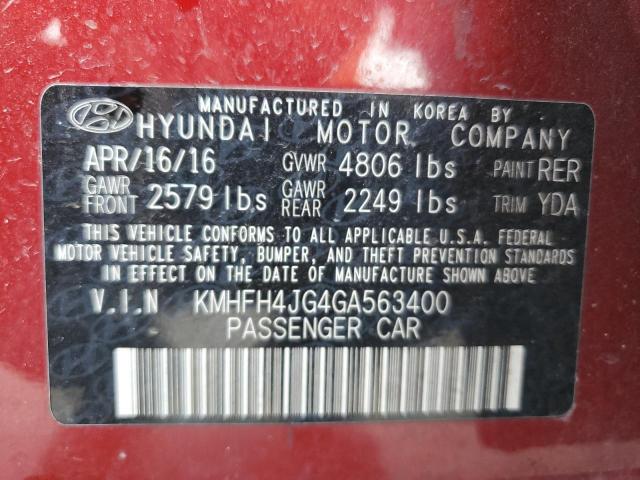 MANUFACTURED IN KOREA BY
HYUNDAI MOTOR COMPANY
APR/16/16 GVWR 4806 lbs PAINT RER
GAWR FRONT 2579 lbs GAWR REAR 2249 lbs TRIM YDA
THIS VEHICLE CONFORMS TO ALL APPLICABLE U.S.A. FEDERAL
MOTOR VEHICLE SAFETY, BUMPER, AND THEFT PREVENTION STANDARDS
IN EFFECT ON THE DATE OF MANUFACTURE SHOWN ABOVE.
V.I.N KMHFH4JG4GA563400
PASSENGER CAR